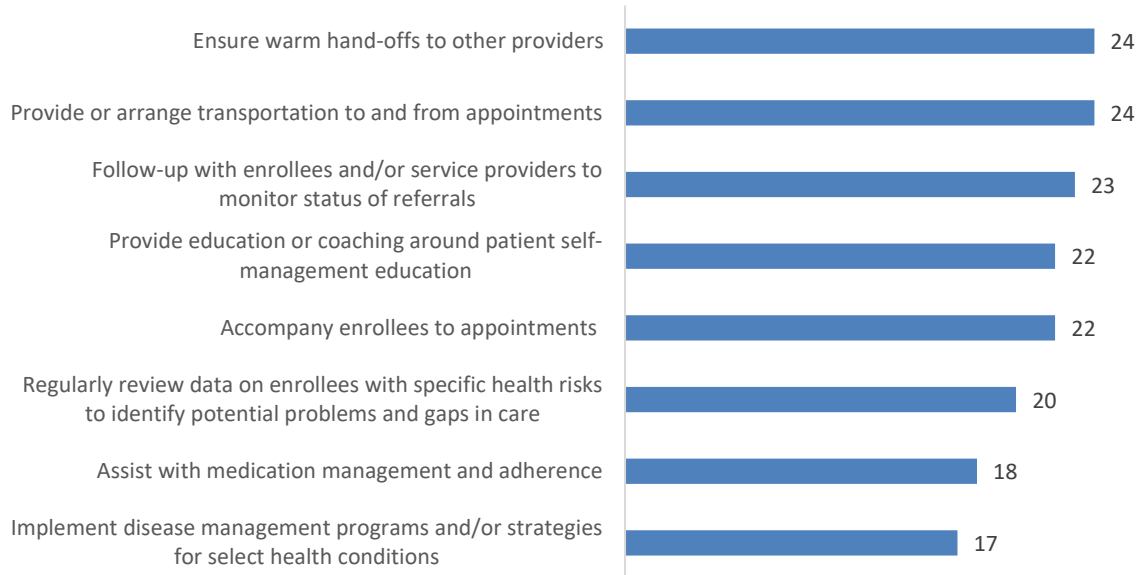 Ensure warm hand-offs to other providers
24
Provide or arrange transportation to and from appointments
24
Follow-up with enrollees and/or service providers to
monitor status of referrals
23
Provide education or coaching around patient self-
management education
22
Accompany enrollees to appointments
22
Regularly review data on enrollees with specific health risks
to identify potential problems and gaps in care
20
Assist with medication management and adherence
18
Implement disease management programs and/or strategies
for select health conditions
17